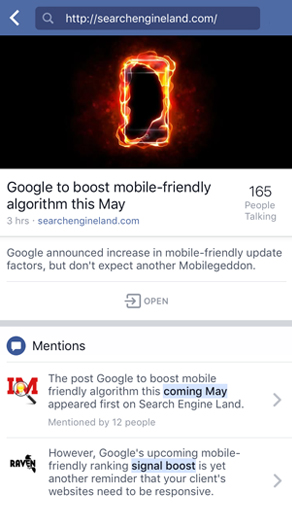 http://searchengineland.com/
Google to boost mobile-friendly
algorithm this May
165
People
Talking
3 hrs · searchengineland.com
Google announced increase in mobile-friendly update
factors, but don't expect another Mobilegeddon.
OPEN
Mentions
IM
The post Google to boost mobile
friendly algorithm this coming May
appeared first on Search Engine Land.
Mentioned by 12 people
RAVEN
However, Google's upcoming mobile-
friendly ranking signal boost is yet
another reminder that your client's
websites need to be responsive.